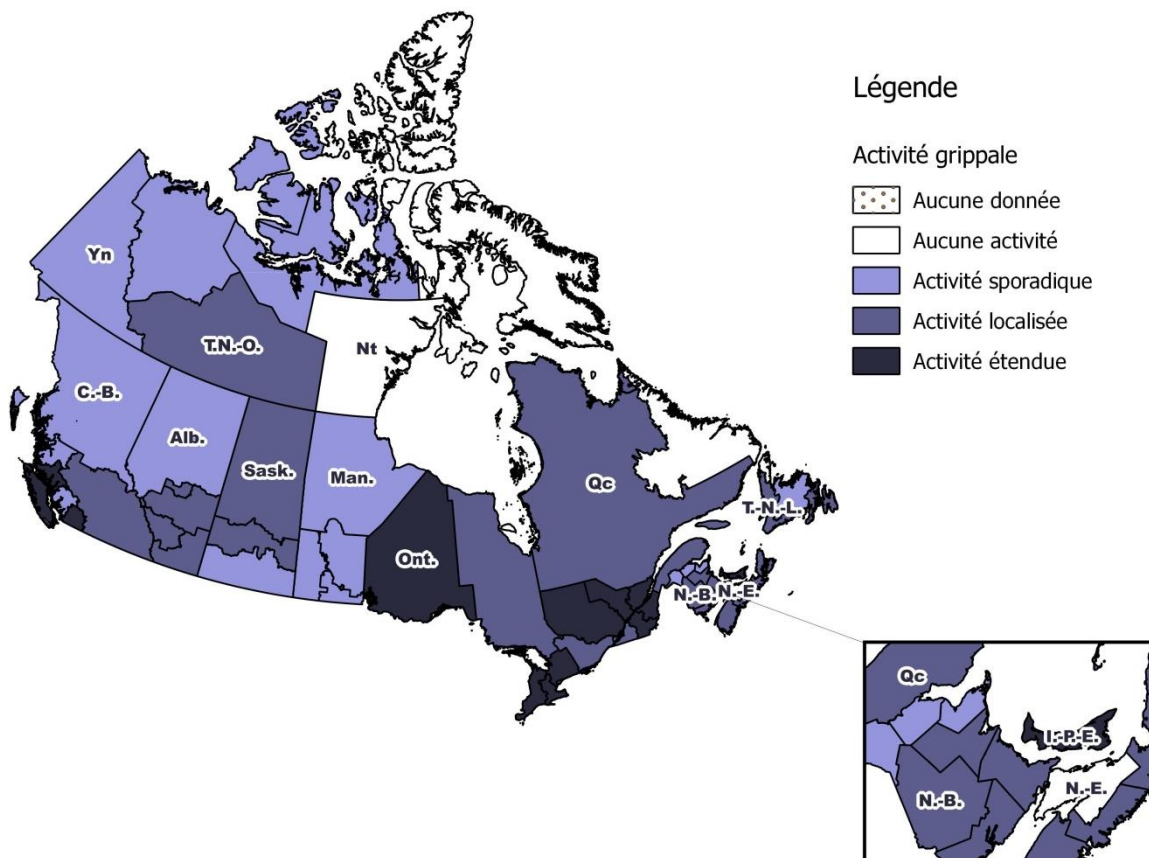 Légende
Activité grippale
Aucune donnée
Aucune activité
Activité sporadique
Activité localisée
Activité étendue
Yn
T.N.-O.
Nt
C.-B.
Alb.
Sask.
Man.
Ont.
Qc
T.-N.-L.
N.-B.
N.-E.
Qc
I.-P.-E.
N.-E.
N.-B.